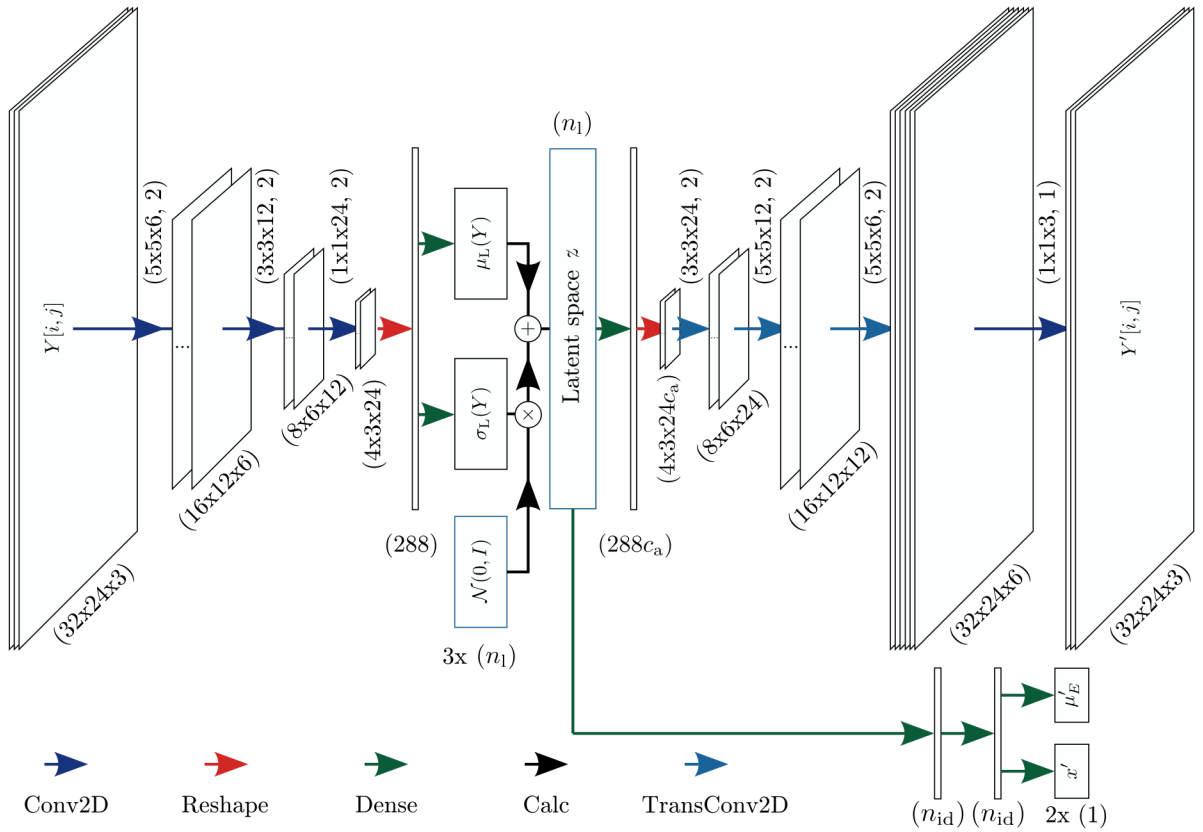 Y[i, j]
(32x24x3)
(5x5x6, 2)
...
(16x12x6)
(3x3x12, 2)
...
(8x6x12)
(1x1x24, 2)
(4x3x24)
(288)
μL(Y)
σL(Y)
𝒩(0, I)
3x (nl)
+
×
(nl)
Latent space z
(288ca)
(4x3x24ca)
(3x3x24, 2)
...
(8x6x24)
(5x5x12, 2)
...
(16x12x12)
(5x5x6, 2)
(32x24x6)
(1x1x3, 1)
Y′[i, j]
(32x24x3)
μ′E
x′
(nid) (nid) 2x (1)
Conv2D Reshape Dense Calc TransConv2D